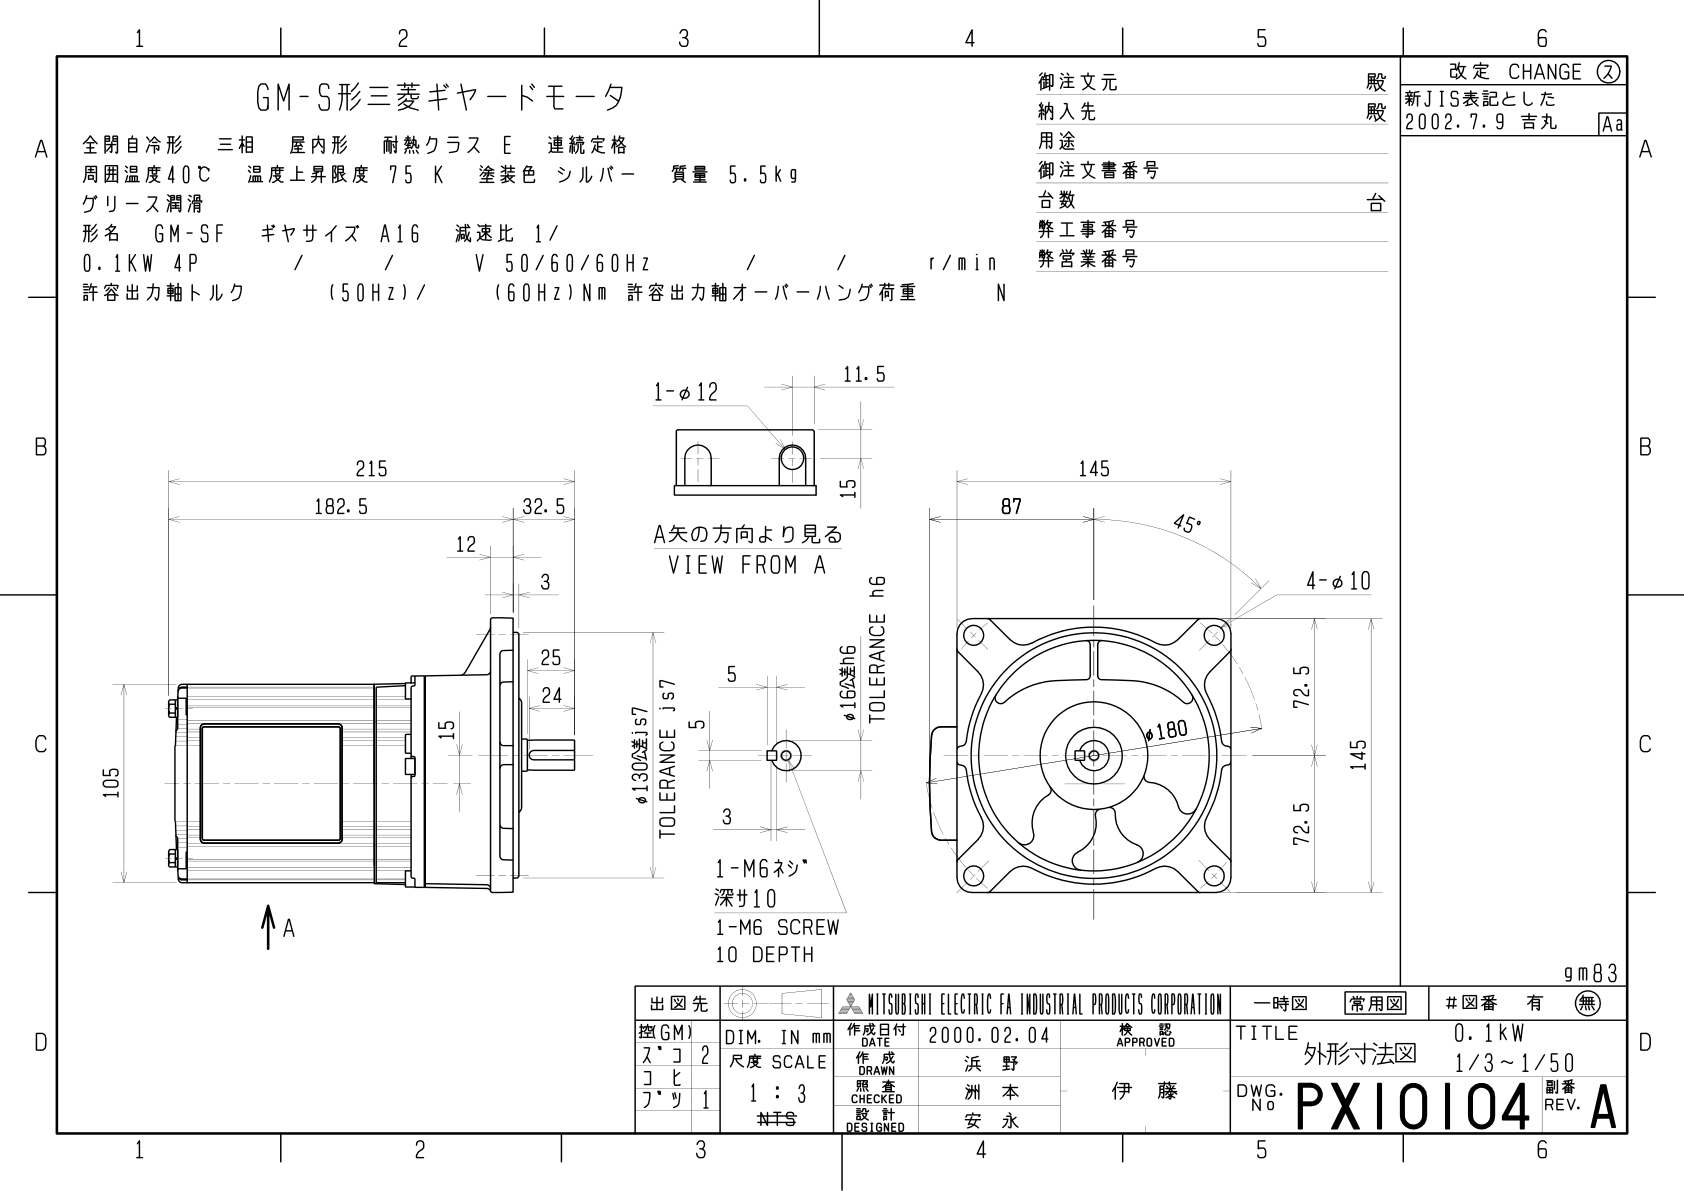 1 2 3 4 5 6
改定 CHANGE ス
新JIS表記とした
2002.7.9 吉丸 Aa
GM-S形三菱ギヤードモータ
全閉自冷形 三相 屋内形 耐熱クラス E 連続定格
周囲温度40℃ 温度上昇限度 75 K 塗装色 シルバー 質量 5.5kg
グリース潤滑
形名 GM-SF ギヤサイズ A16 減速比 1/
0.1KW 4P / / V 50/60/60Hz / / r/min
許容出力軸トルク (50Hz)/ (60Hz)Nm 許容出力軸オーバーハング荷重 N
御注文元 殿
納入先 殿
用途
御注文書番号
台数 台
弊工事番号
弊営業番号
A A
B B
C C
D D
1-φ12
11.5
15
A矢の方向より見る
VIEW FROM A
215
182.5
32.5
12
3
25
24
15
105
φ130公差js7
TOLERANCE js7
A
5
5
3
φ16公差h6
TOLERANCE h6
1-M6ネジ
深サ10
1-M6 SCREW
10 DEPTH
145
87
45°
4-φ10
φ180
72.5
72.5
145
gm83
出図先
控(GM)
ズコ 2
コヒ
ブツ 1
DIM. IN mm
尺度 SCALE
1 : 3
NTS
MITSUBISHI ELECTRIC FA INDUSTRIAL PRODUCTS CORPORATION
作成日付
DATE
2000.02.04
作成
DRAWN
浜野
照査
CHECKED
洲本
設計
DESIGNED
安永
検認
APPROVED
伊藤
一時図 常用図 #図番 有 無
TITLE
外形寸法図
0.1kW
1/3~1/50
DWG.
No
PX10104
副番
REV.
A
1 2 3 4 5 6